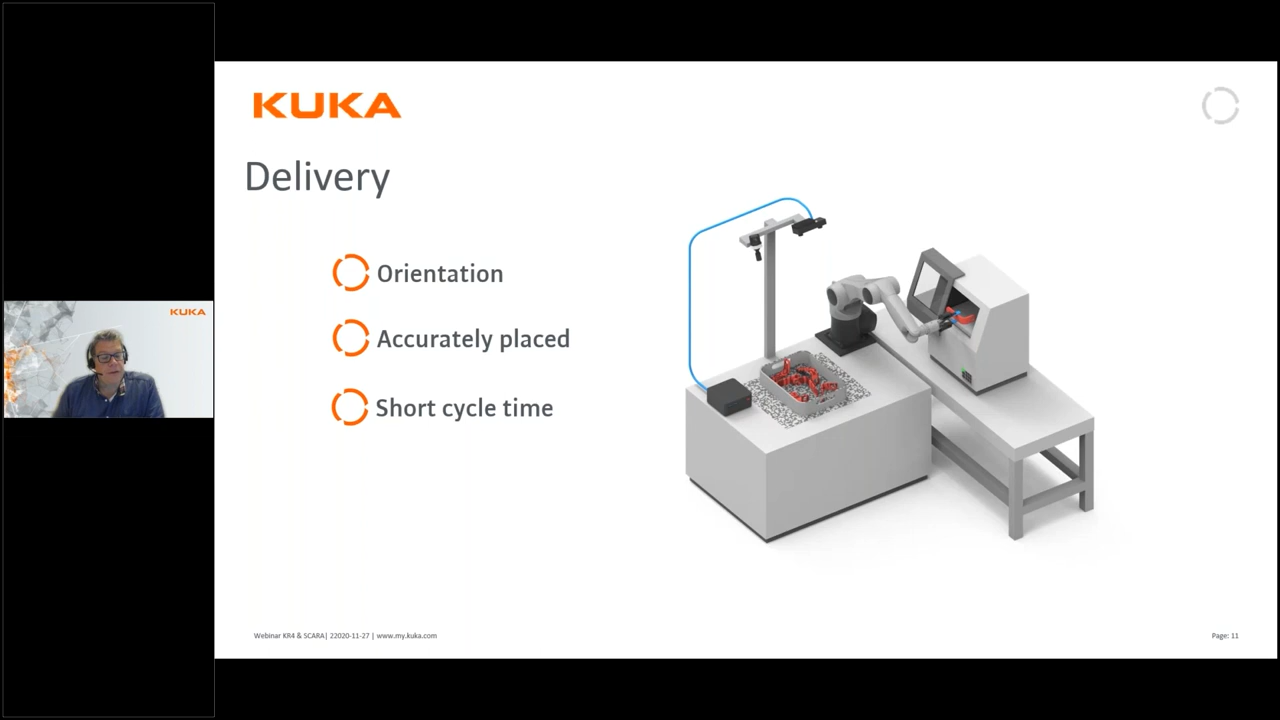 KUKA
Delivery
Orientation
Accurately placed
Short cycle time
KUKA
Webinar KR4 & SCARA| 22020-11-27 | www.my.kuka.com
Page: 11